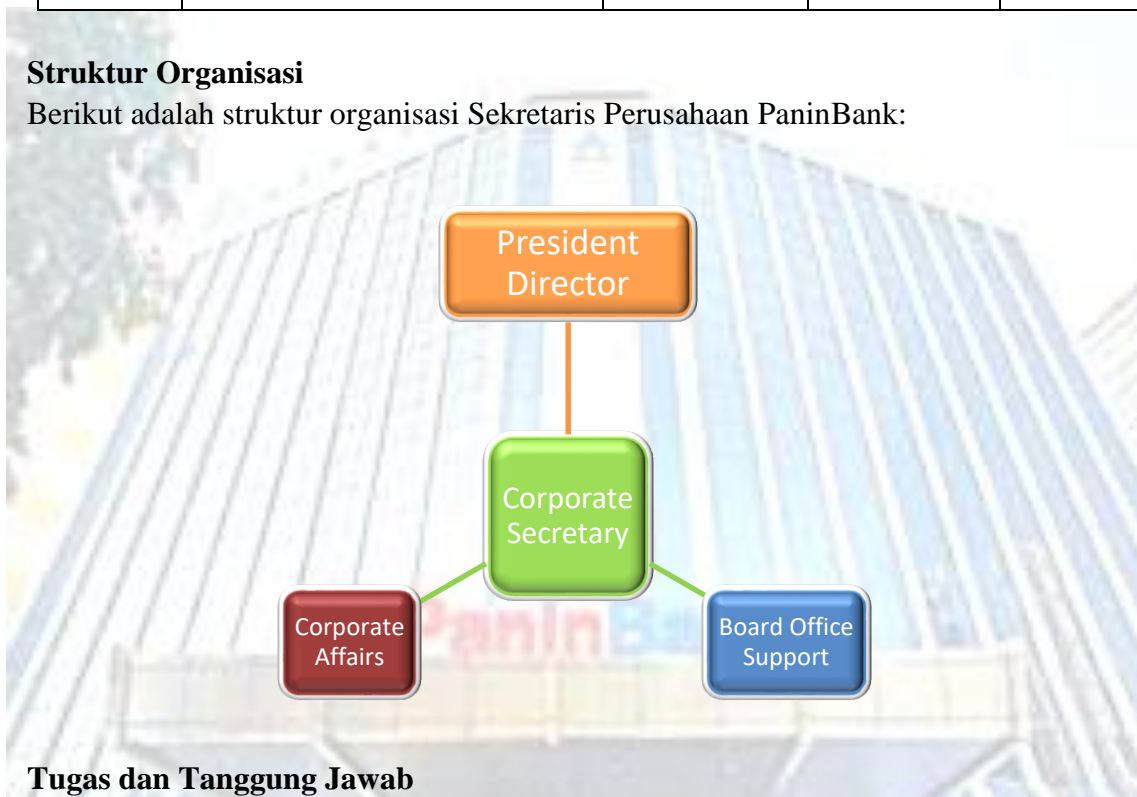 Struktur Organisasi
Berikut adalah struktur organisasi Sekretaris Perusahaan PaninBank:
President
Director
Corporate
Secretary
Corporate
Affairs
Board Office
Support
Panin
Tugas dan Tanggung Jawab